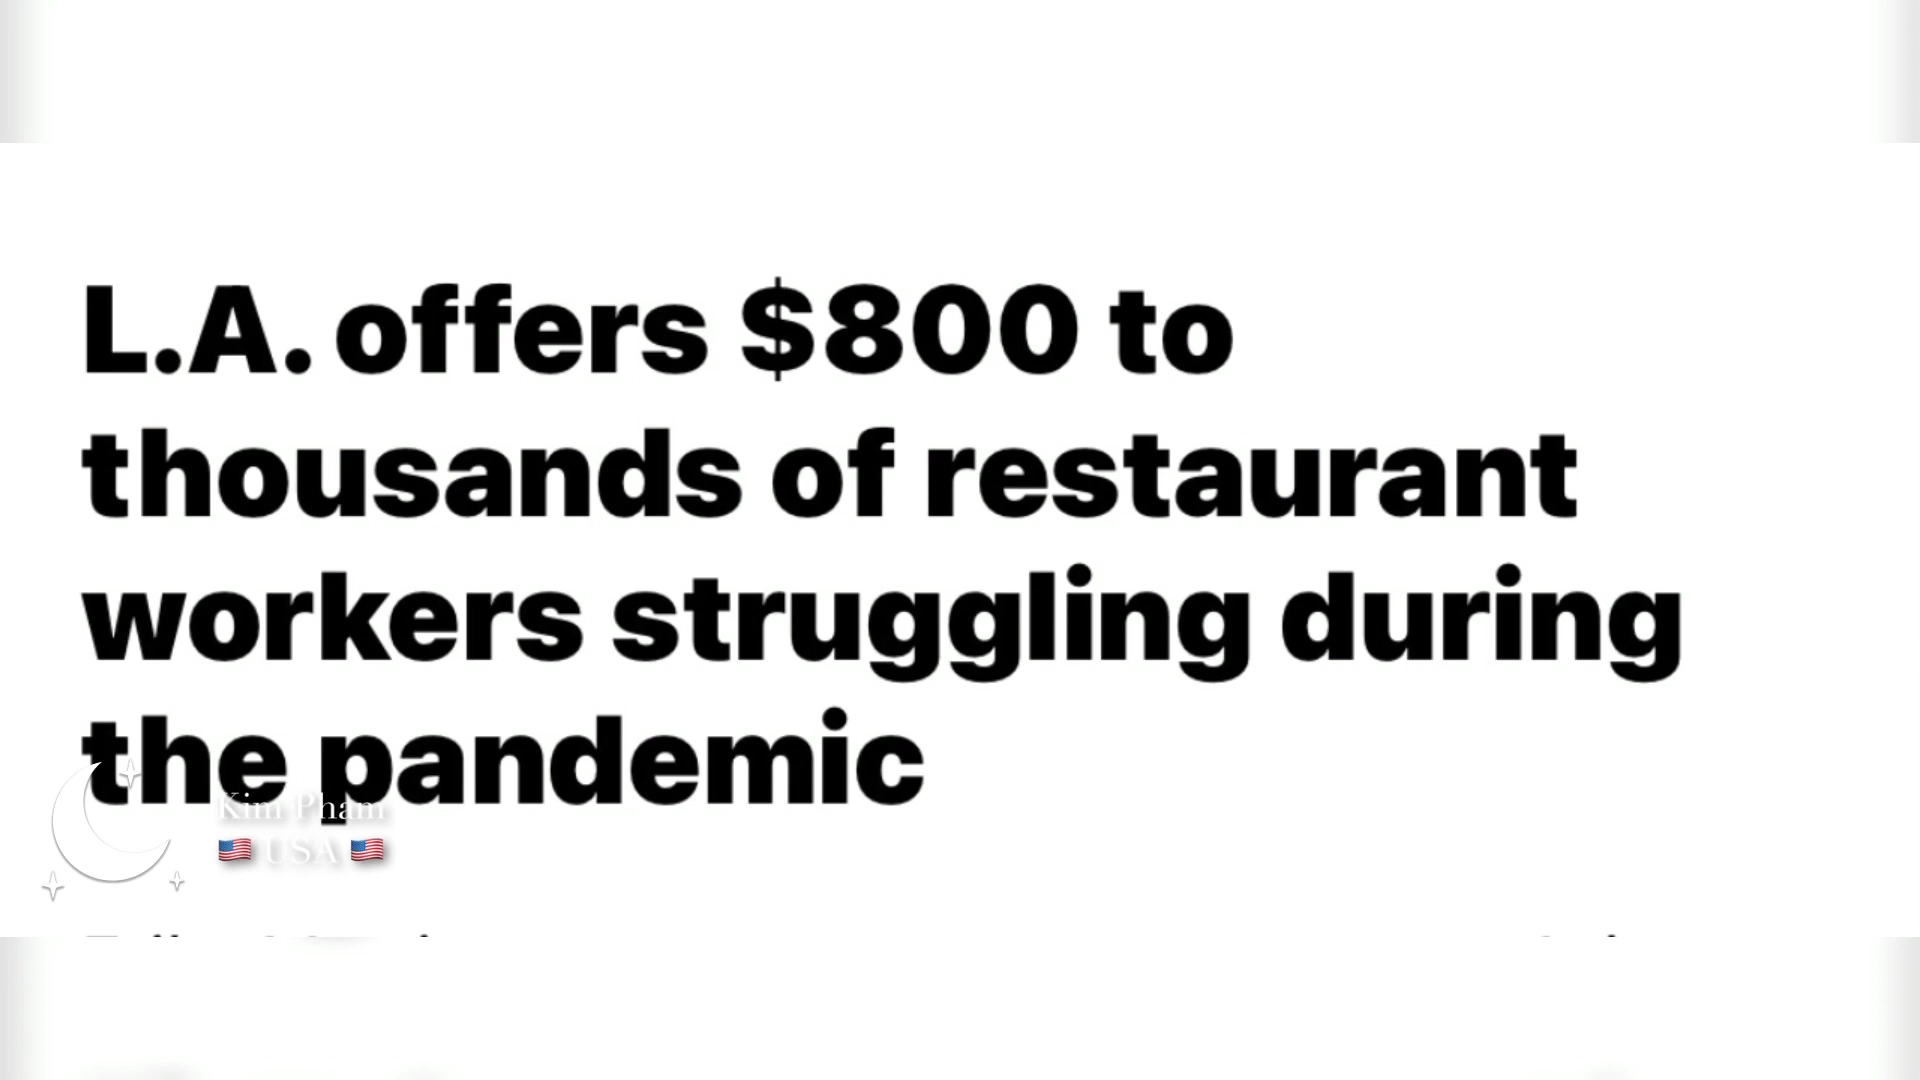 L.A. offers $800 to
thousands of restaurant
workers struggling during
the pandemic
Kim Pham
🇺🇸 USA 🇺🇸